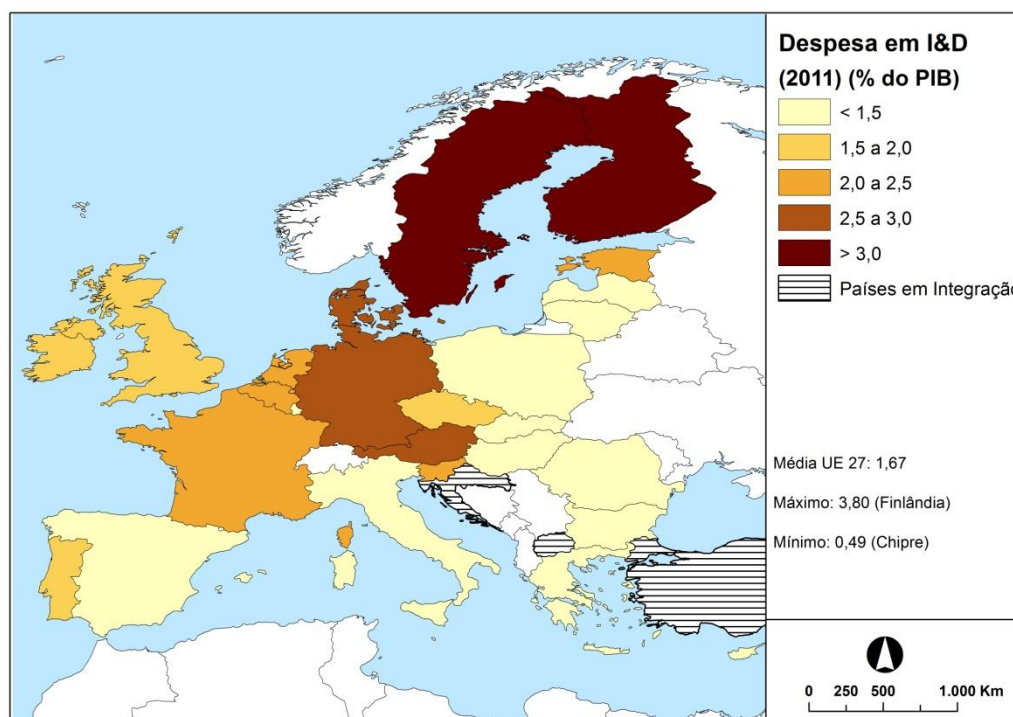 Despesa em I&D
(2011) (% do PIB)
< 1,5
1,5 a 2,0
2,0 a 2,5
2,5 a 3,0
> 3,0
Países em Integração
Média UE 27: 1,67
Máximo: 3,80 (Finlândia)
Mínimo: 0,49 (Chipre)
0 250 500 1.000 Km